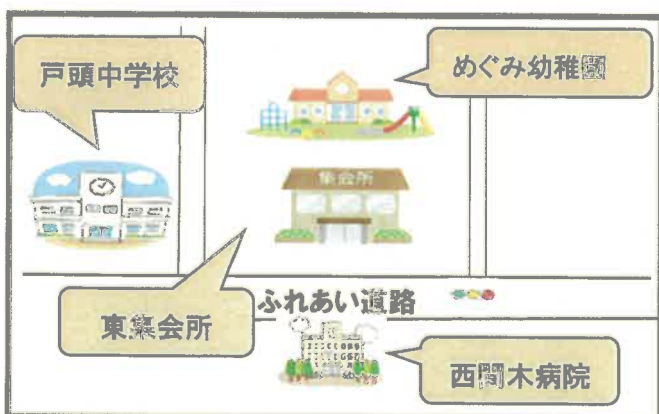 戸頭中学校
めぐみ幼稚園
集会所
東集会所
ふれあい道路
西間木病院